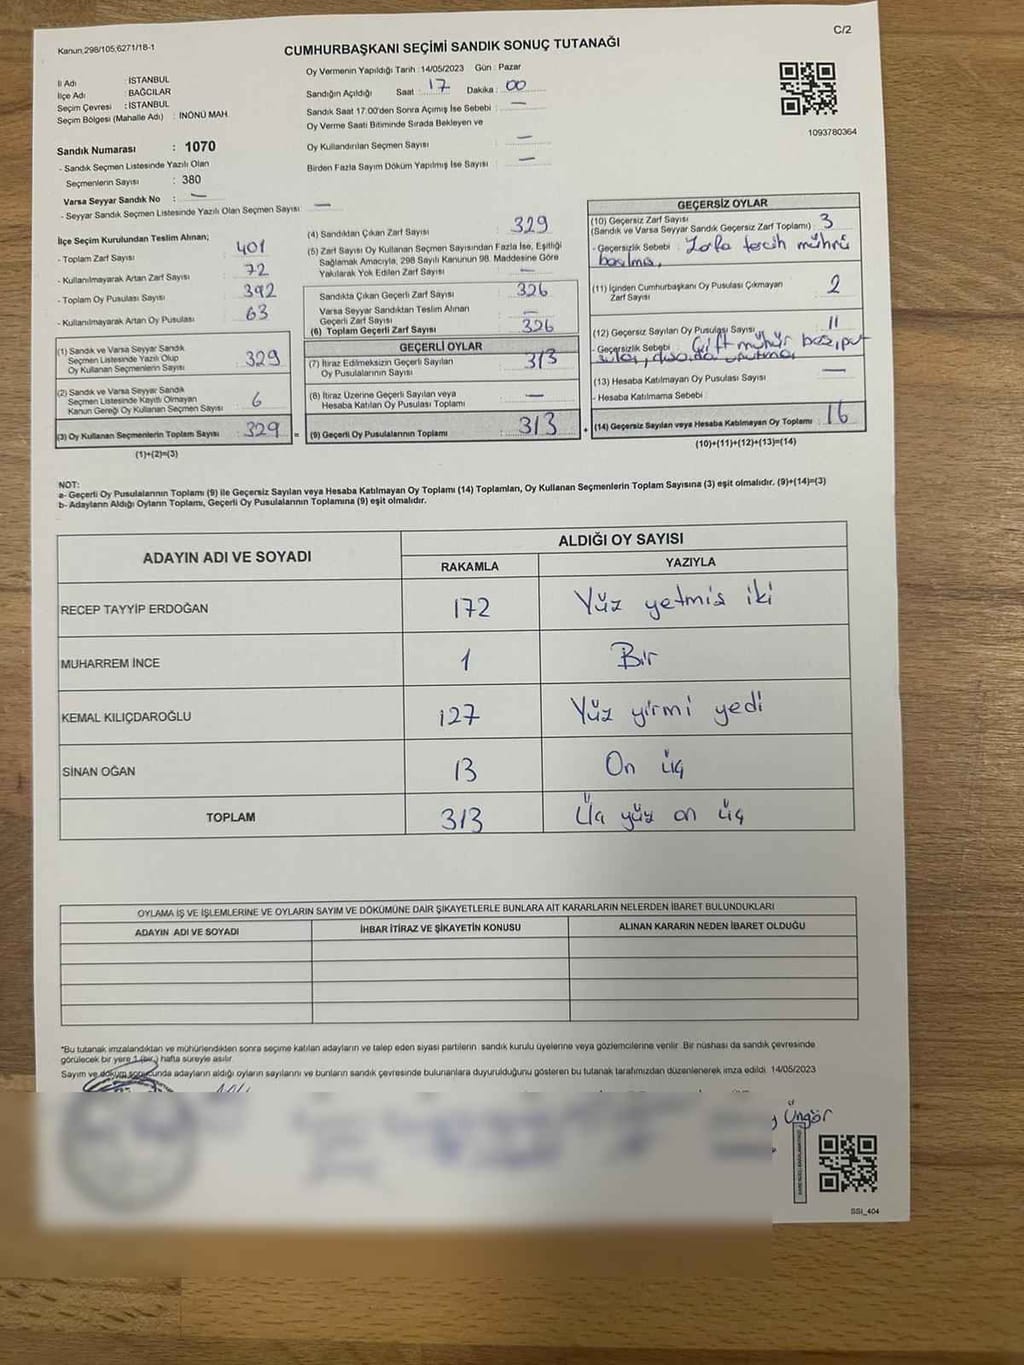 Kanun,298/105,6271/18-1
C/2
CUMHURBAŞKANI SEÇİMİ SANDIK SONUÇ TUTANAĞI
İl Adı : İSTANBUL
İlçe Adı : BAĞCILAR
Seçim Çevresi : İSTANBUL
Seçim Bölgesi (Mahalle Adı) : İNÖNÜ MAH.
Sandık Numarası : 1070
- Sandık Seçmen Listesinde Yazılı Olan
Seçmenlerin Sayısı : 380
Varsa Seyyar Sandık No : —
- Seyyar Sandık Seçmen Listesinde Yazılı Olan Seçmen Sayısı —
Oy Vermenin Yapıldığı Tarih : 14/05/2023 Gün : Pazar
Sandığın Açıldığı Saat : 17 Dakika : 00
Sandık Saat 17:00'den Sonra Açımış İse Sebebi : —
Oy Verme Saati Bitiminde Sırada Bekleyen ve
Oy Kullandırılan Seçmen Sayısı —
Birden Fazla Sayım Döküm Yapılmış İse Sayısı : —
1093780364
İlçe Seçim Kurulundan Teslim Alınan;
- Toplam Zarf Sayısı : 401
- Kullanılmayarak Artan Zarf Sayısı : 72
- Toplam Oy Pusulası Sayısı : 392
- Kullanılmayarak Artan Oy Pusulası : 63
(1) Sandık ve Varsa Seyyar Sandık
Seçmen Listesinde Yazılı Olup
Oy Kullanan Seçmenlerin Sayısı : 329
(2) Sandık ve Varsa Seyyar Sandık
Seçmen Listesinde Kayıtlı Olmayan
Kanun Gereği Oy Kullanan Seçmen Sayısı : 6
(3) Oy Kullanan Seçmenlerin Toplam Sayısı : 329 =
(1)+(2)=(3)
(4) Sandıktan Çıkan Zarf Sayısı : 329
(5) Zarf Sayısı Oy Kullanan Seçmen Sayısından Fazla İse, Eşitliği
Sağlamak Amacıyla, 298 Sayılı Kanunun 98. Maddesine Göre
Yakılarak Yok Edilen Zarf Sayısı : —
Sandıkta Çıkan Geçerli Zarf Sayısı : 326
Varsa Seyyar Sandıktan Teslim Alınan
Geçerli Zarf Sayısı : —
(6) Toplam Geçerli Zarf Sayısı : 326
GEÇERLİ OYLAR
(7) İtiraz Edilmeksizin Geçerli Sayılan
Oy Pusulalarının Sayısı : 313
(8) İtiraz Üzerine Geçerli Sayılan veya
Hesaba Katılan Oy Pusulası Toplamı : —
(9) Geçerli Oy Pusulalarının Toplamı : 313 +
GEÇERSİZ OYLAR
(10) Geçersiz Zarf Sayısı
(Sandık ve Varsa Seyyar Sandık Geçersiz Zarf Toplamı) : 3
- Geçersizlik Sebebi : Zarfa tercih mührü
basılmış.
(11) İçinden Cumhurbaşkanı Oy Pusulası Çıkmayan
Zarf Sayısı : 2
(12) Geçersiz Sayılan Oy Pusulası Sayısı : 11
- Geçersizlik Sebebi : Çift mühür
(13) Hesaba Katılmayan Oy Pusulası Sayısı : —
- Hesaba Katılmama Sebebi :
(14) Geçersiz Sayılan veya Hesaba Katılmayan Oy Toplamı : 16
(10)+(11)+(12)+(13)=(14)
NOT:
a- Geçerli Oy Pusulalarının Toplamı (9) ile Geçersiz Sayılan veya Hesaba Katılmayan Oy Toplamı (14) Toplamları, Oy Kullanan Seçmenlerin Toplam Sayısına (3) eşit olmalıdır. (9)+(14)=(3)
b- Adayların Aldığı Oyların Toplamı, Geçerli Oy Pusulalarının Toplamına (9) eşit olmalıdır.
ADAYIN ADI VE SOYADI
ALDIĞI OY SAYISI
RAKAMLA YAZIYLA
RECEP TAYYİP ERDOĞAN 172 Yüz yetmis iki
MUHARREM İNCE 1 Bir
KEMAL KILIÇDAROĞLU 127 Yüz yirmi yedi
SİNAN OĞAN 13 On üç
TOPLAM 313 Üç yüz on üç
OYLAMA İŞ VE İŞLEMLERİNE VE OYLARIN SAYIM VE DÖKÜMÜNE DAİR ŞİKAYETLERLE BUNLARA AİT KARARLARIN NELERDEN İBARET BULUNDUKLARI
ADAYIN ADI VE SOYADI İHBAR İTİRAZ VE ŞİKAYETİN KONUSU ALINAN KARARIN NEDEN İBARET OLDUĞU
*Bu tutanak imzalandıktan ve mühürlendikten sonra seçime katılan adayların ve talep eden siyasi partilerin sandık kurulu üyelerine veya gözlemcilerine verilir. Bir nüshası da sandık çevresinde
görülecek bir yere 1 (bir) hafta süreyle asılır.
Sayım ve döküm sonucunda adayların aldığı oyların sayılarını ve bunların sandık çevresinde bulunanlara duyurulduğunu gösteren bu tutanak tarafımızdan düzenlenerek imza edildi. 14/05/2023
Üngör
SSI_404